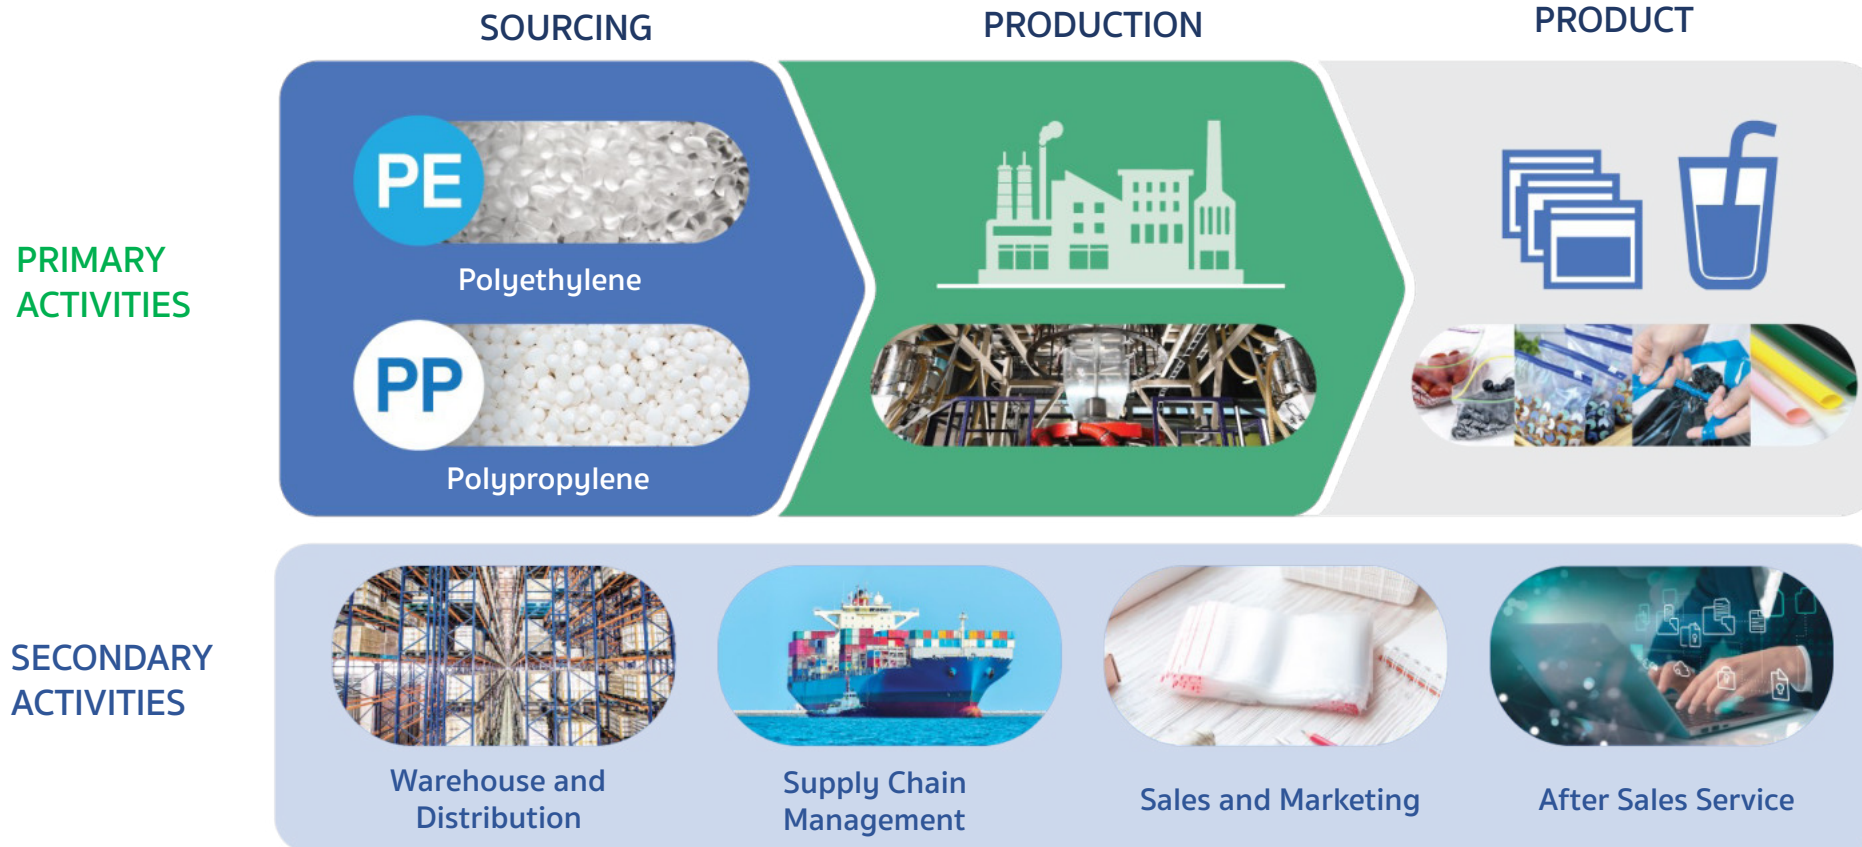 SOURCING
PRODUCTION
PRODUCT
PRIMARY
ACTIVITIES
PE
Polyethylene
PP
Polypropylene
SECONDARY
ACTIVITIES
Warehouse and
Distribution
Supply Chain
Management
Sales and Marketing
After Sales Service